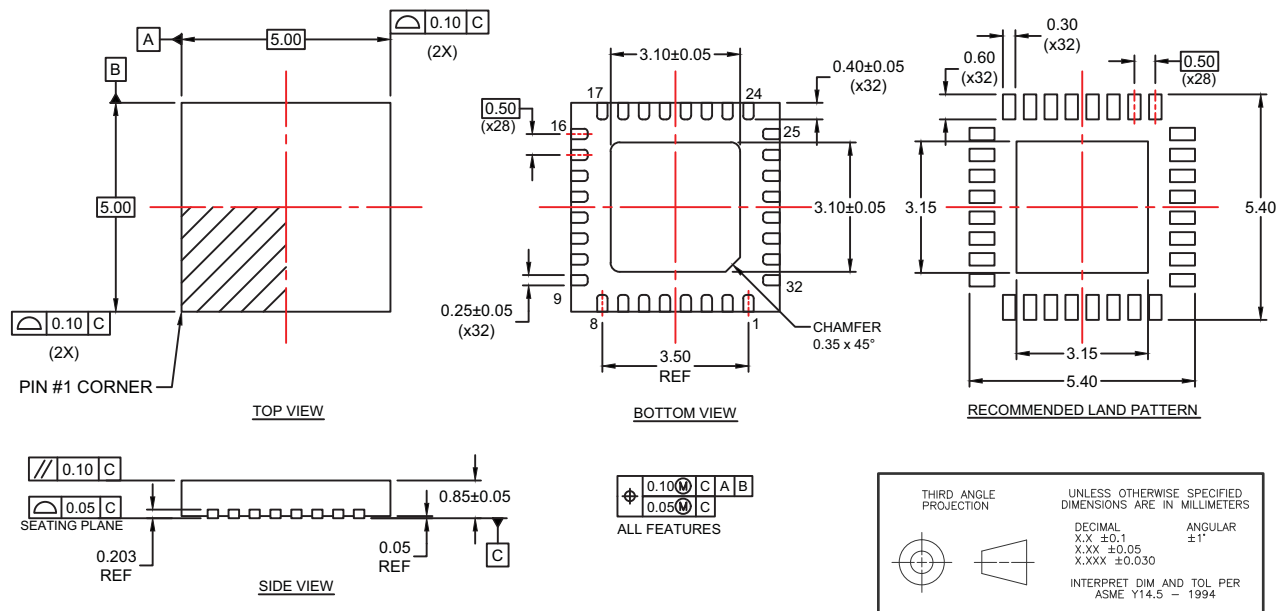 A
5.00
⌓ 0.10 C
(2X)
B
5.00
⌓ 0.10 C
(2X)
PIN #1 CORNER
TOP VIEW
3.10±0.05
0.40±0.05
(x32)
17
24
0.50
(x28)
16
25
3.10±0.05
9
32
0.25±0.05
(x32)
8
1
CHAMFER
0.35 x 45°
3.50
REF
BOTTOM VIEW
0.30
(x32)
0.60
(x32)
0.50
(x28)
3.15
5.40
3.15
5.40
RECOMMENDED LAND PATTERN
// 0.10 C
⌓ 0.05 C
SEATING PLANE
0.85±0.05
0.203
REF
0.05
REF
C
SIDE VIEW
⌖ 0.10 Ⓜ C A B
0.05 Ⓜ C
ALL FEATURES
THIRD ANGLE
PROJECTION
UNLESS OTHERWISE SPECIFIED
DIMENSIONS ARE IN MILLIMETERS
DECIMAL ANGULAR
X.X ±0.1 ±1°
X.XX ±0.05
X.XXX ±0.030
INTERPRET DIM AND TOL PER
ASME Y14.5 – 1994